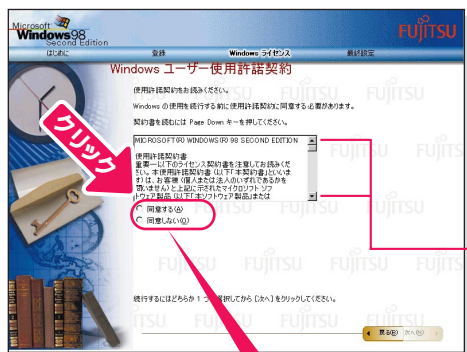 Microsoft
Windows98
Second Edition
FUJITSU
はじめに 登録 Windows ライセンス 最終設定
Windows ユーザー使用許諾契約
使用許諾契約をお読みください。
Windows の使用を続行する前に使用許諾契約に同意する必要があります。
契約書を読むには Page Down キーを押してください。
MICROSOFT(R) WINDOWS(R) 98 SECOND EDITION
使用許諾契約書
重要－以下のライセンス契約書を注意してお読みくだ
さい。本使用許諾契約書（以下「本契約書」といいま
す）は、お客様（個人または法人のいずれであるかを
問いません）と上記に示されたマイクロソフト ソフ
トウェア製品（以下「本ソフトウェア製品」または
クリック
同意する(A)
同意しない(D)
続行するにはどちらか 1 つ選択してから [次へ] をクリックしてください。
戻る(B) 次へ(N)